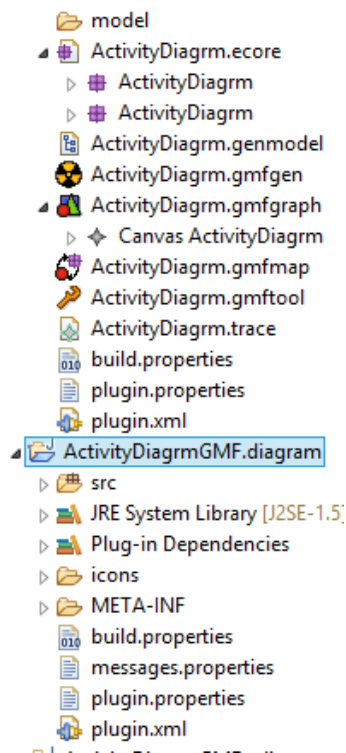 model
ActivityDiagrm.ecore
ActivityDiagrm
ActivityDiagrm
ActivityDiagrm.genmodel
ActivityDiagrm.gmfgen
ActivityDiagrm.gmfgraph
Canvas ActivityDiagrm
ActivityDiagrm.gmfmap
ActivityDiagrm.gmftool
ActivityDiagrm.trace
build.properties
plugin.properties
plugin.xml
ActivityDiagrmGMF.diagram
src
JRE System Library [J2SE-1.5]
Plug-in Dependencies
icons
META-INF
build.properties
messages.properties
plugin.properties
plugin.xml